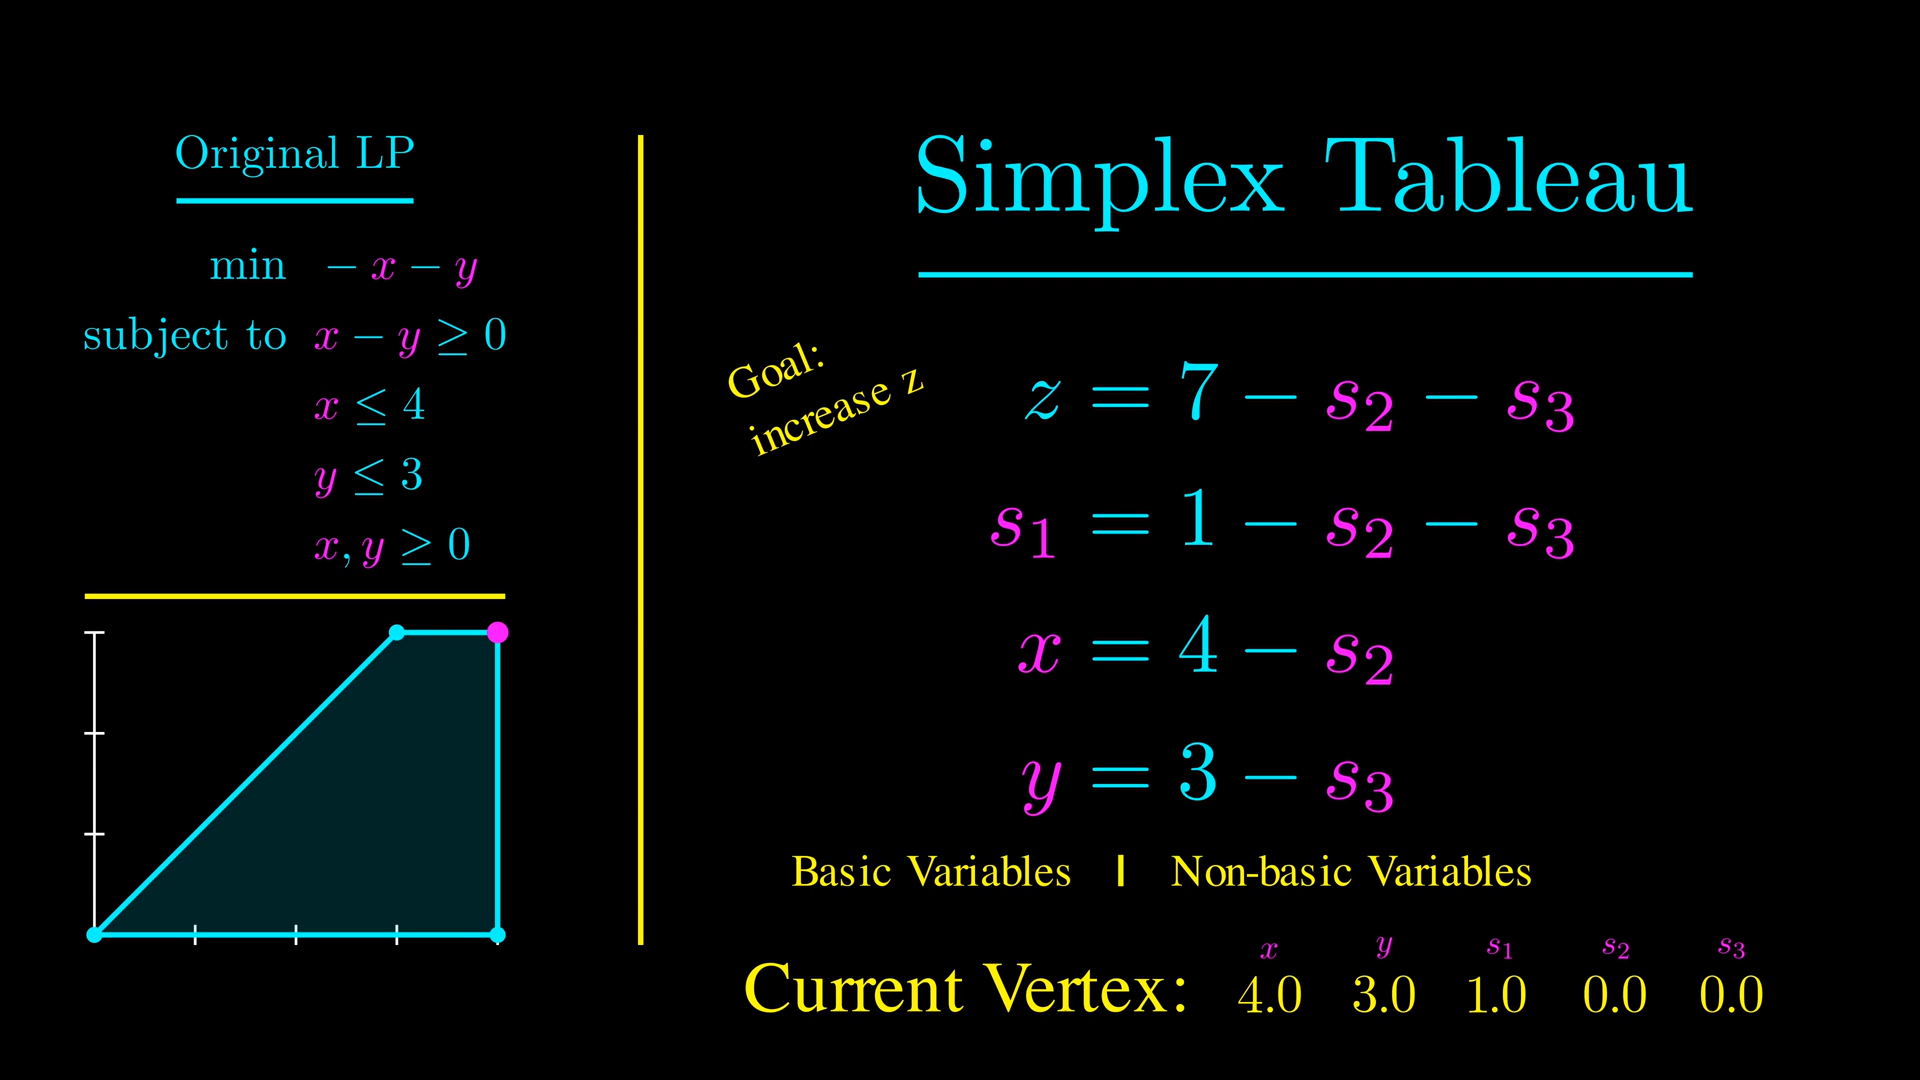 Original LP
min − x − y
subject to x − y ≥ 0
x ≤ 4
y ≤ 3
x, y ≥ 0
Simplex Tableau
Goal:
increase z
z = 7 − s₂ − s₃
s₁ = 1 − s₂ − s₃
x = 4 − s₂
y = 3 − s₃
Basic Variables | Non-basic Variables
x y s₁ s₂ s₃
Current Vertex: 4.0 3.0 1.0 0.0 0.0